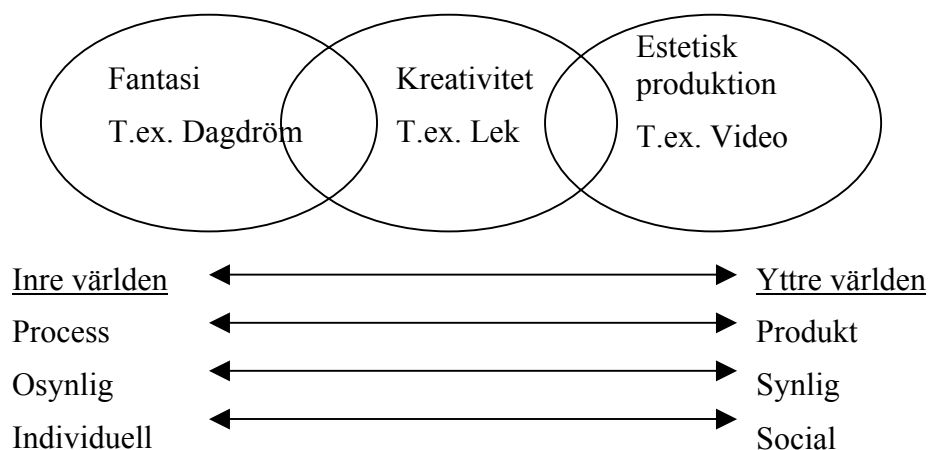 Fantasi
T.ex. Dagdröm
Kreativitet
T.ex. Lek
Estetisk
produktion
T.ex. Video
Inre världen
Yttre världen
Process
Produkt
Osynlig
Synlig
Individuell
Social